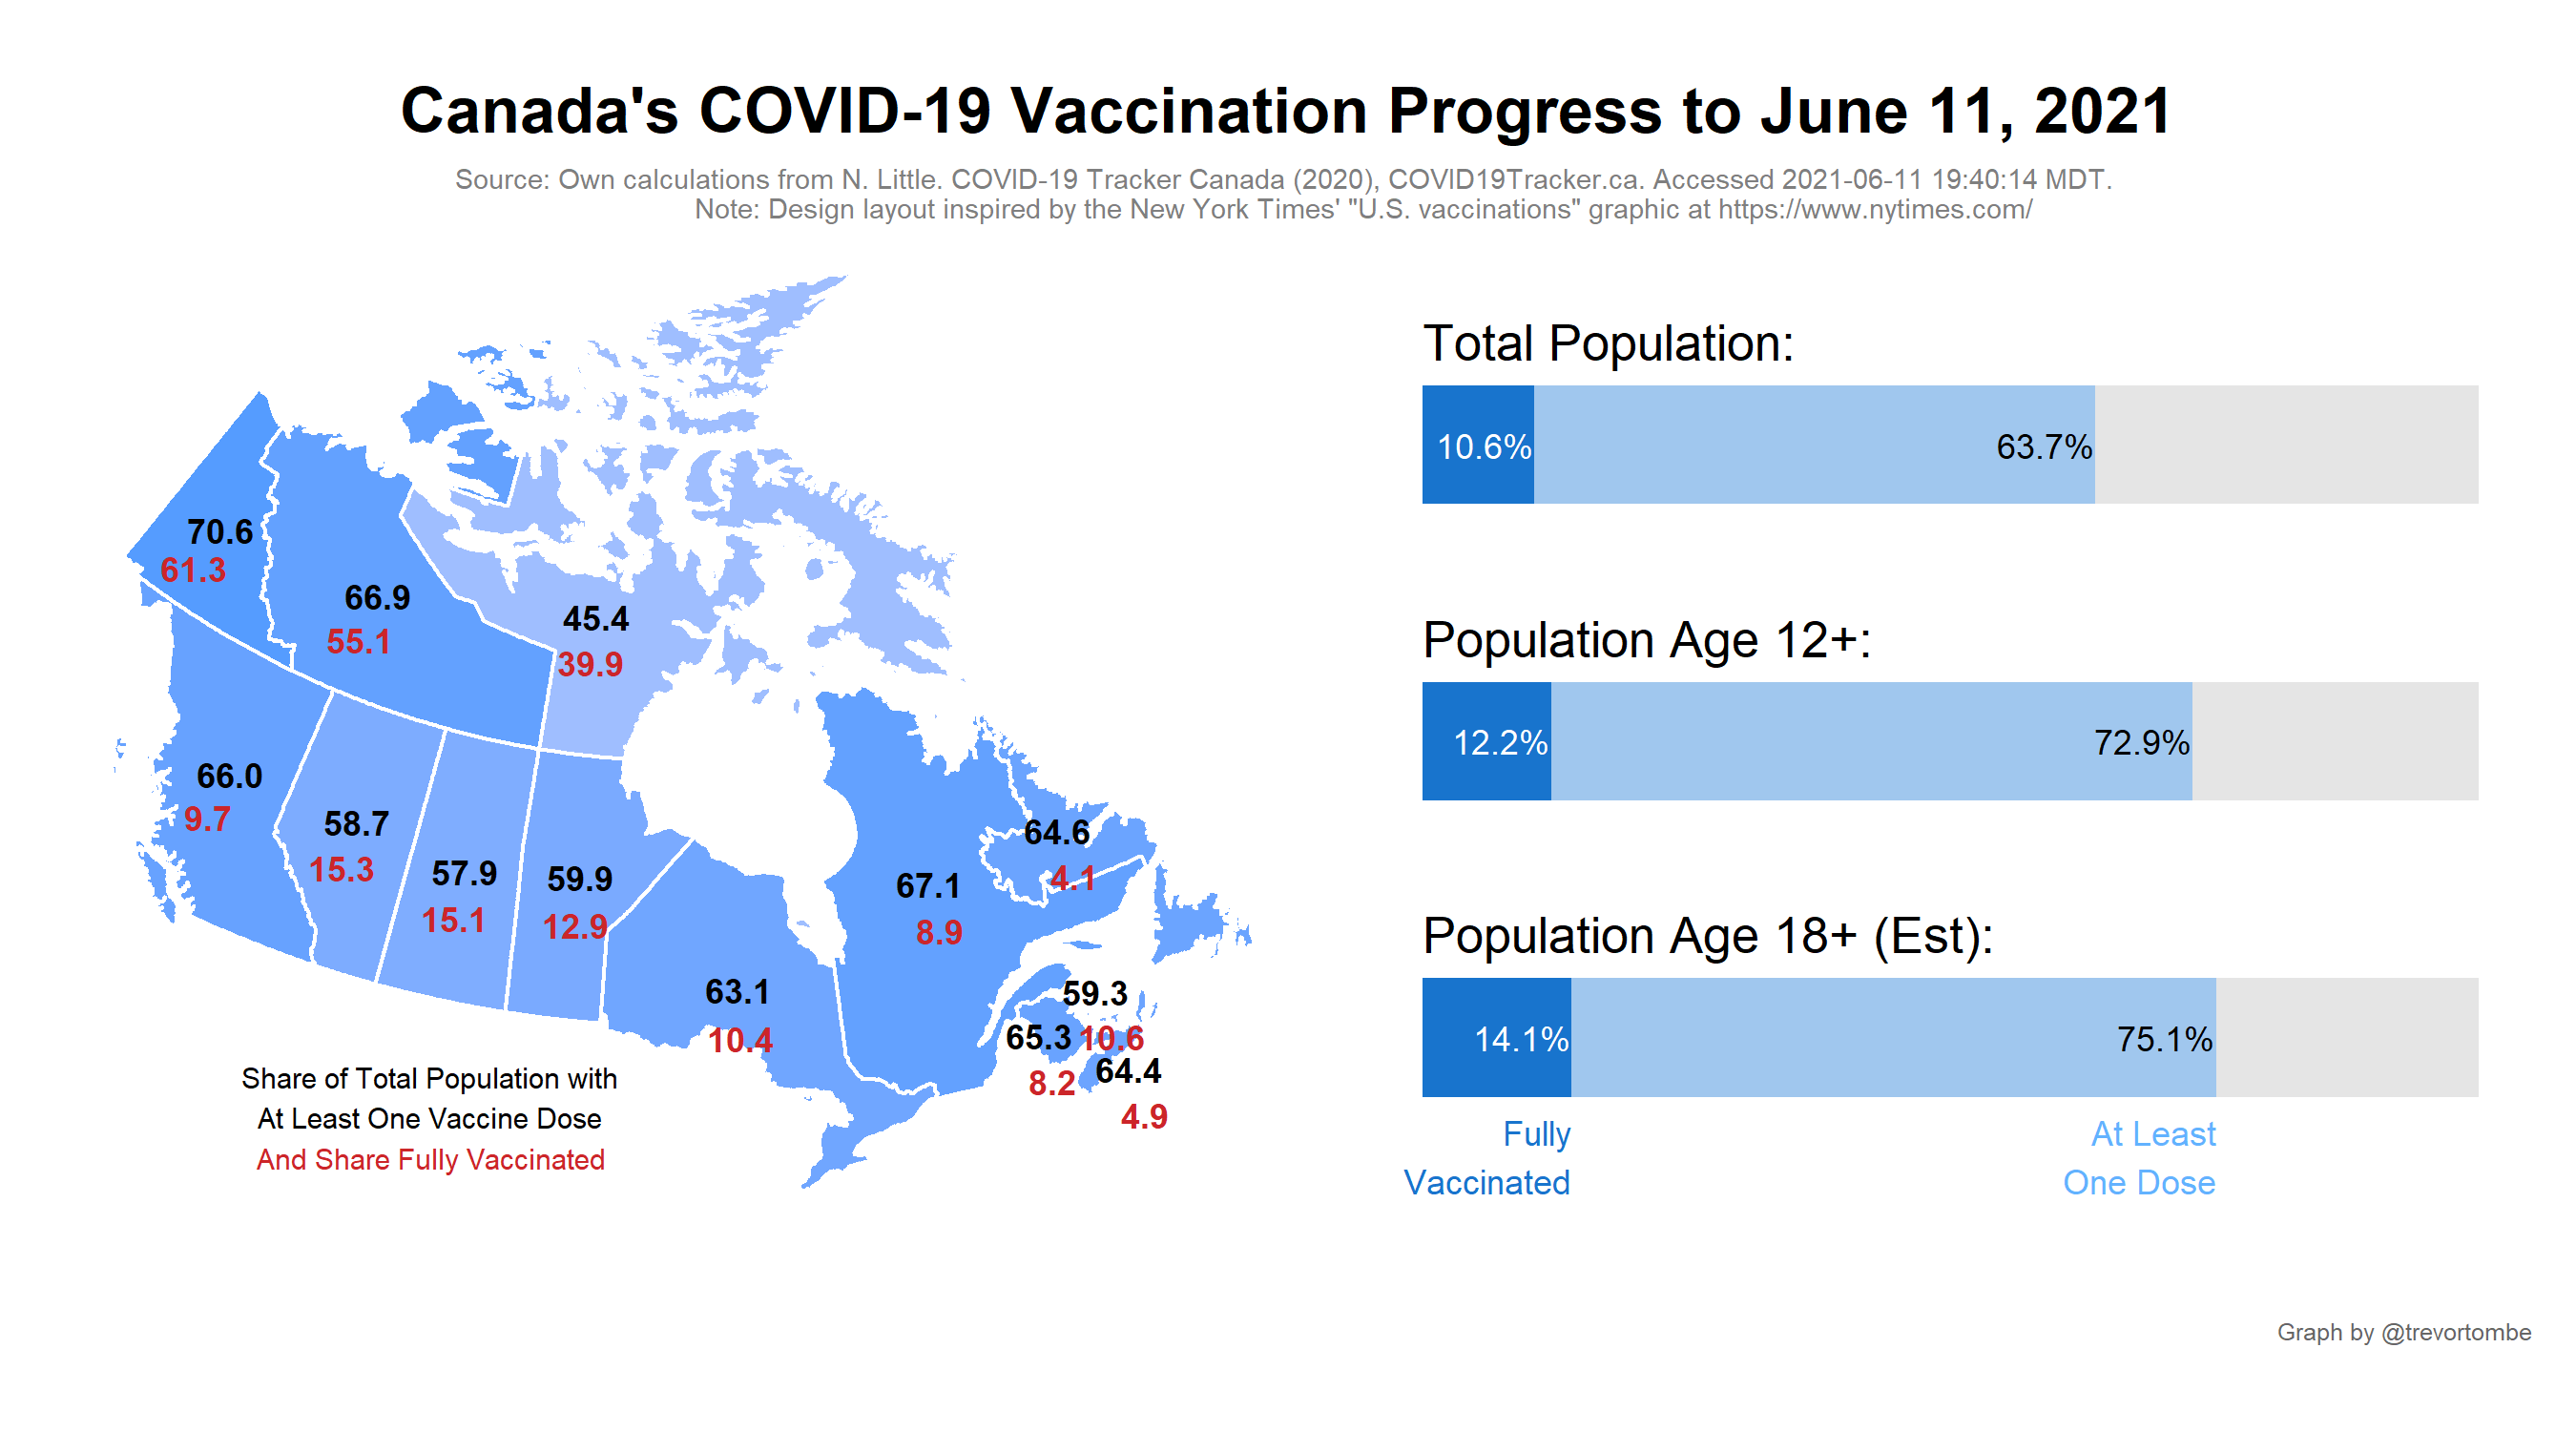 Canada's COVID-19 Vaccination Progress to June 11, 2021
Source: Own calculations from N. Little. COVID-19 Tracker Canada (2020), COVID19Tracker.ca. Accessed 2021-06-11 19:40:14 MDT.
Note: Design layout inspired by the New York Times' "U.S. vaccinations" graphic at https://www.nytimes.com/
70.6
61.3
66.9
55.1
45.4
39.9
66.0
9.7
58.7
15.3
57.9
15.1
59.9
12.9
63.1
10.4
67.1
8.9
64.6
4.1
59.3
10.6
65.3
8.2
64.4
4.9
Share of Total Population with
At Least One Vaccine Dose
And Share Fully Vaccinated
Total Population:
10.6%
63.7%
Population Age 12+:
12.2%
72.9%
Population Age 18+ (Est):
14.1%
75.1%
Fully
Vaccinated
At Least
One Dose
Graph by @trevortombe